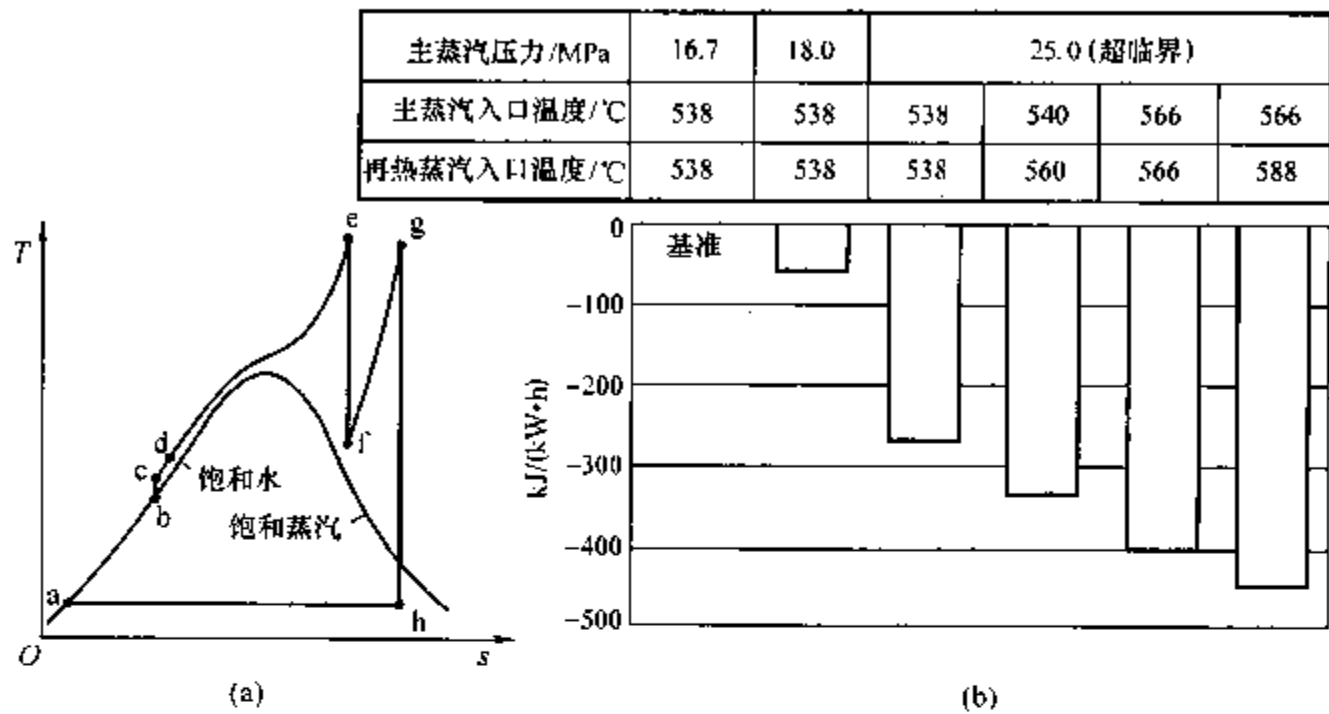 主蒸汽压力/MPa 16.7 18.0 25.0(超临界)
主蒸汽入口温度/℃ 538 538 538 540 566 566
再热蒸汽入口温度/℃ 538 538 538 560 566 588
T
e
g
d
c
b
饱和水
f
饱和蒸汽
a
h
O
s
(a)
0
基准
-100
-200
-300
-400
-500
kJ/(kW·h)
(b)